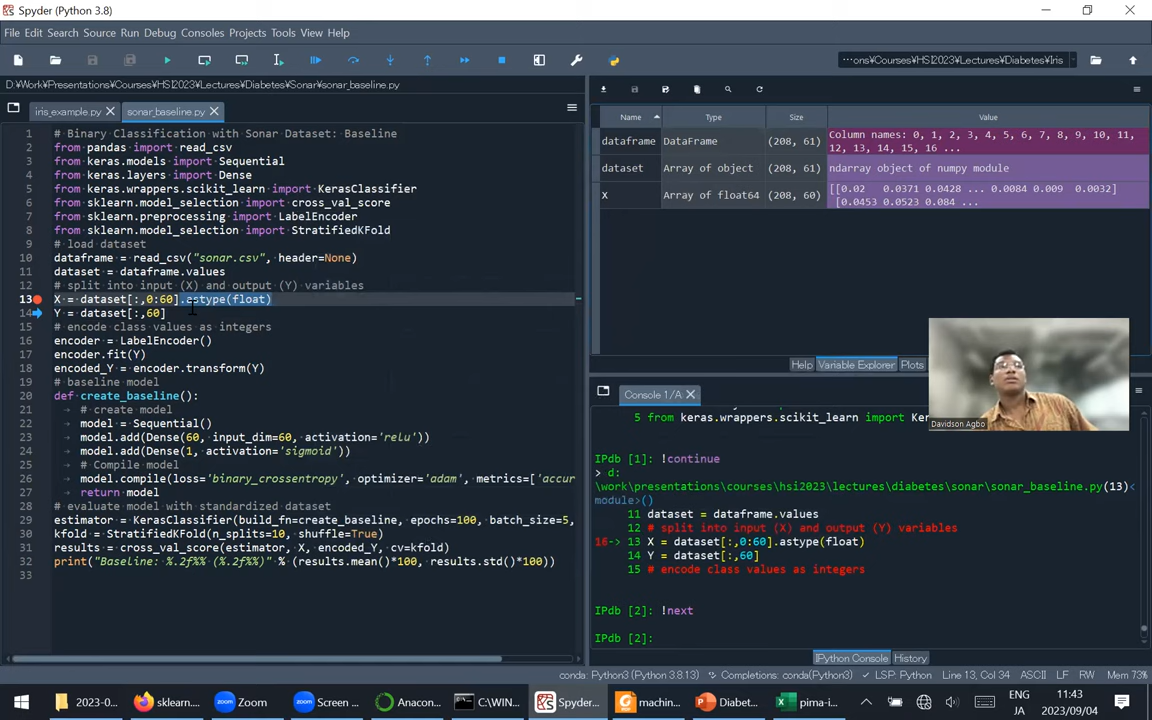 Spyder (Python 3.8)
File Edit Search Source Run Debug Consoles Projects Tools View Help
···ons¥Courses¥HSI2023¥Lectures¥Diabetes¥Iris
D:¥Work¥Presentations¥Courses¥HSI2023¥Lectures¥Diabetes¥Sonar¥sonar_baseline.py
iris_example.py
sonar_baseline.py
1 # Binary Classification with Sonar Dataset: Baseline
2 from pandas import read_csv
3 from keras.models import Sequential
4 from keras.layers import Dense
5 from keras.wrappers.scikit_learn import KerasClassifier
6 from sklearn.model_selection import cross_val_score
7 from sklearn.preprocessing import LabelEncoder
8 from sklearn.model_selection import StratifiedKFold
9 # load dataset
10 dataframe = read_csv("sonar.csv", header=None)
11 dataset = dataframe.values
12 # split into input (X) and output (Y) variables
13 X = dataset[:,0:60].astype(float)
14 Y = dataset[:,60]
15 # encode class values as integers
16 encoder = LabelEncoder()
17 encoder.fit(Y)
18 encoded_Y = encoder.transform(Y)
19 # baseline model
20 def create_baseline():
21 # create model
22 model = Sequential()
23 model.add(Dense(60, input_dim=60, activation='relu'))
24 model.add(Dense(1, activation='sigmoid'))
25 # Compile model
26 model.compile(loss='binary_crossentropy', optimizer='adam', metrics=['accur
27 return model
28 # evaluate model with standardized dataset
29 estimator = KerasClassifier(build_fn=create_baseline, epochs=100, batch_size=5,
30 kfold = StratifiedKFold(n_splits=10, shuffle=True)
31 results = cross_val_score(estimator, X, encoded_Y, cv=kfold)
32 print("Baseline: %.2f%% (%.2f%%)" % (results.mean()*100, results.std()*100))
33
Name Type Size Value
dataframe DataFrame (208, 61) Column names: 0, 1, 2, 3, 4, 5, 6, 7, 8, 9, 10, 11,
12, 13, 14, 15, 16 ...
dataset Array of object (208, 61) ndarray object of numpy module
X Array of float64 (208, 60) [[0.02 0.0371 0.0428 ... 0.0084 0.009 0.0032]
[0.0453 0.0523 0.084 ...
Help Variable Explorer Plots
Davidson Agbo
Console 1/A
5 from keras.wrappers.scikit_learn import Ker
IPdb [1]: !continue
> d:
\work\presentations\courses\hsi2023\lectures\diabetes\sonar\sonar_baseline.py(13)<
module>()
11 dataset = dataframe.values
12 # split into input (X) and output (Y) variables
16-> 13 X = dataset[:,0:60].astype(float)
14 Y = dataset[:,60]
15 # encode class values as integers
IPdb [2]: !next
IPdb [2]:
IPython Console History
conda: Python3 (Python 3.8.13) Completions: conda(Python3) ✓ LSP: Python Line 13, Col 34 ASCII LF RW Mem 73%
2023-0...
sklearn...
Zoom
Screen ...
Anacon...
C:\WIN...
Spyder...
machin...
Diabet...
pima-i...
ENG
JA
11:43
2023/09/04